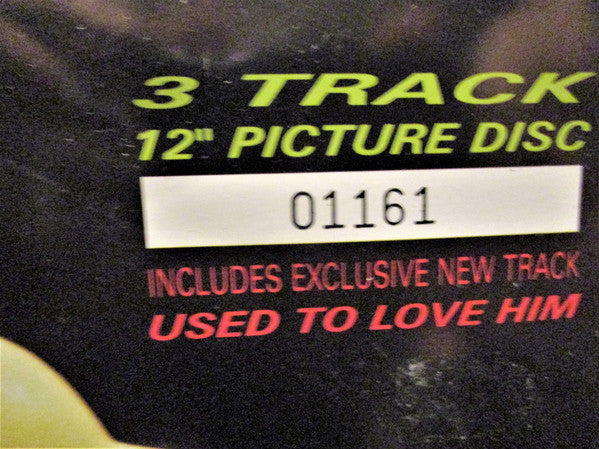 3 TRACK
12" PICTURE DISC
01161
INCLUDES EXCLUSIVE NEW TRACK
USED TO LOVE HIM